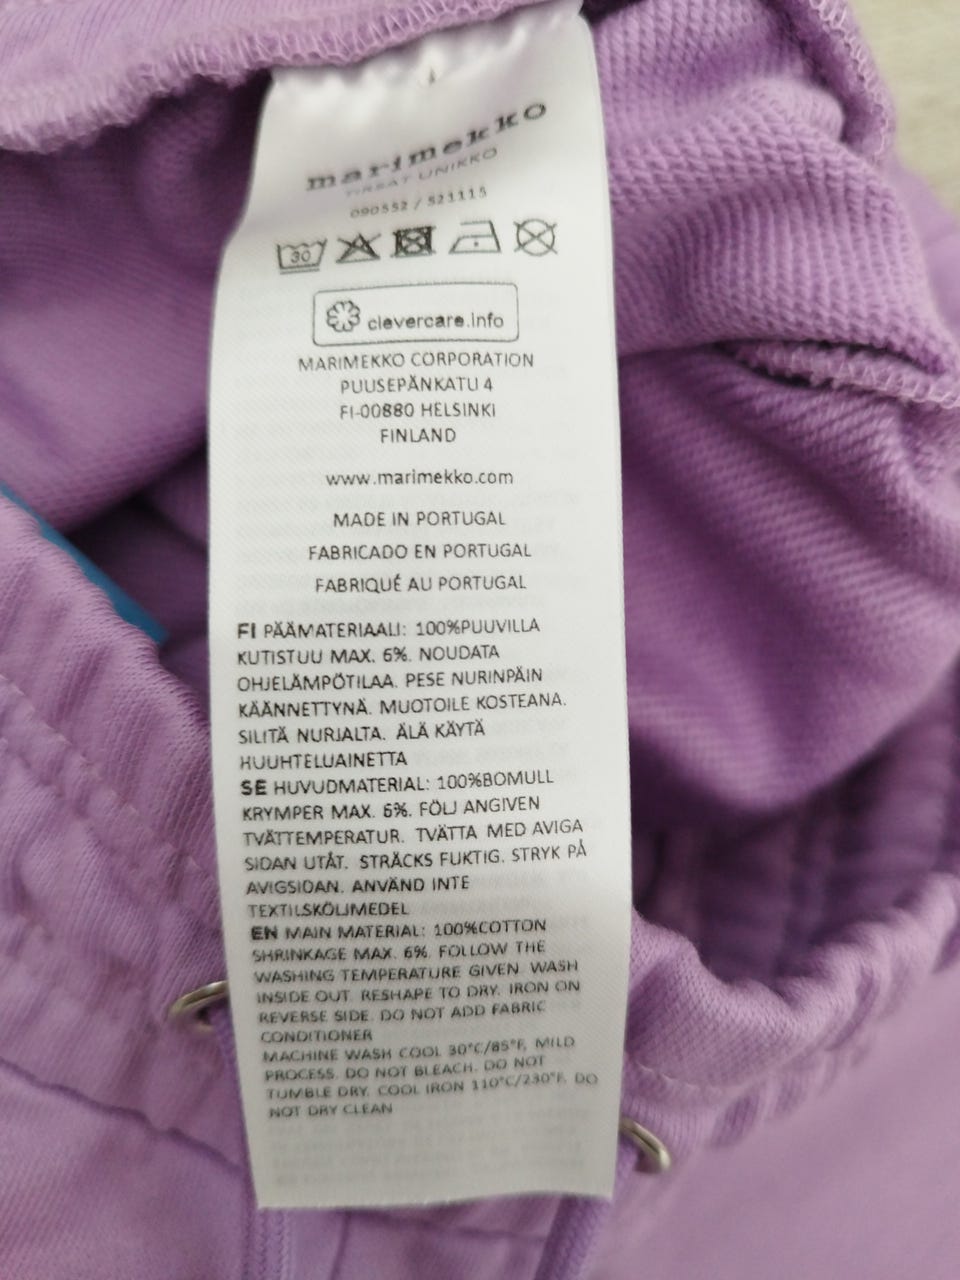 marimekko
TIRSAT UNIKKO
090552 / 521115
30
clevercare.info
MARIMEKKO CORPORATION
PUUSEPÄNKATU 4
FI-00880 HELSINKI
FINLAND
www.marimekko.com
MADE IN PORTUGAL
FABRICADO EN PORTUGAL
FABRIQUÉ AU PORTUGAL
FI PÄÄMATERIAALI: 100%PUUVILLA
KUTISTUU MAX. 6%. NOUDATA
OHJELÄMPÖTILAA. PESE NURINPÄIN
KÄÄNNETTYNÄ. MUOTOILE KOSTEANA.
SILITÄ NURJALTA. ÄLÄ KÄYTÄ
HUUHTELUAINETTA
SE HUVUDMATERIAL: 100%BOMULL
KRYMPER MAX. 6%. FÖLJ ANGIVEN
TVÄTTEMPERATUR. TVÄTTA MED AVIGA
SIDAN UTÅT. STRÄCKS FUKTIG. STRYK PÅ
AVIGSIDAN. ANVÄND INTE
TEXTILSKÖLJMEDEL
EN MAIN MATERIAL: 100%COTTON
SHRINKAGE MAX. 6%. FOLLOW THE
WASHING TEMPERATURE GIVEN. WASH
INSIDE OUT. RESHAPE TO DRY. IRON ON
REVERSE SIDE. DO NOT ADD FABRIC
CONDITIONER
MACHINE WASH COOL 30°C/85°F, MILD
PROCESS. DO NOT BLEACH. DO NOT
TUMBLE DRY. COOL IRON 110°C/230°F. DO
NOT DRY CLEAN